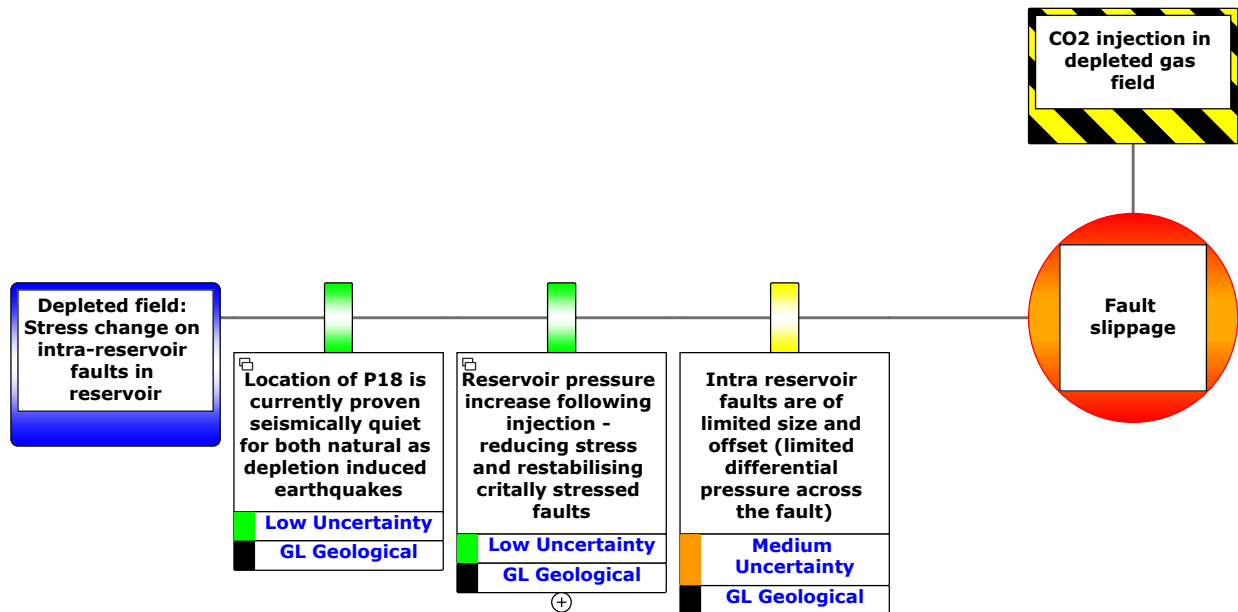 CO2 injection in
depleted gas
field
Depleted field:
Stress change on
intra-reservoir
faults in
reservoir
Fault
slippage
Location of P18 is
currently proven
seismically quiet
for both natural as
depletion induced
earthquakes
Low Uncertainty
GL Geological
Reservoir pressure
increase following
injection -
reducing stress
and restabilising
critally stressed
faults
Low Uncertainty
GL Geological
Intra reservoir
faults are of
limited size and
offset (limited
differential
pressure across
the fault)
Medium
Uncertainty
GL Geological